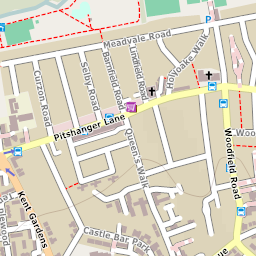 P
Meadvale Road
Curzon Road
Selby Road
Barnfield Road
Lindfield Road
Holyoake Walk
Pitshanger Lane
Queen's Walk
Woodfield Road
Kent Gardens
Castle Bar Park
ue